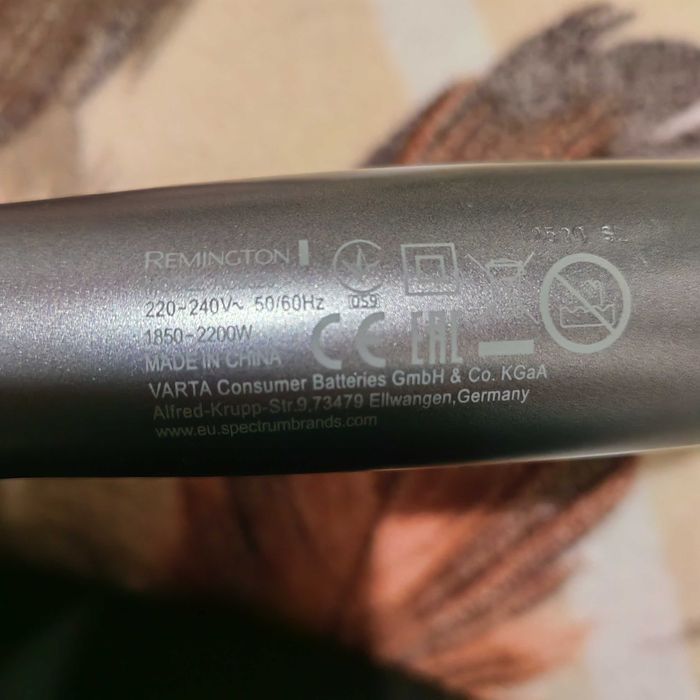 REMINGTON
220-240V~ 50/60Hz
1850-2200W
MADE IN CHINA
VARTA Consumer Batteries GmbH & Co. KGaA
Alfred-Krupp-Str.9,73479 Ellwangen,Germany
www.eu.spectrumbrands.com
059
CE
EAC